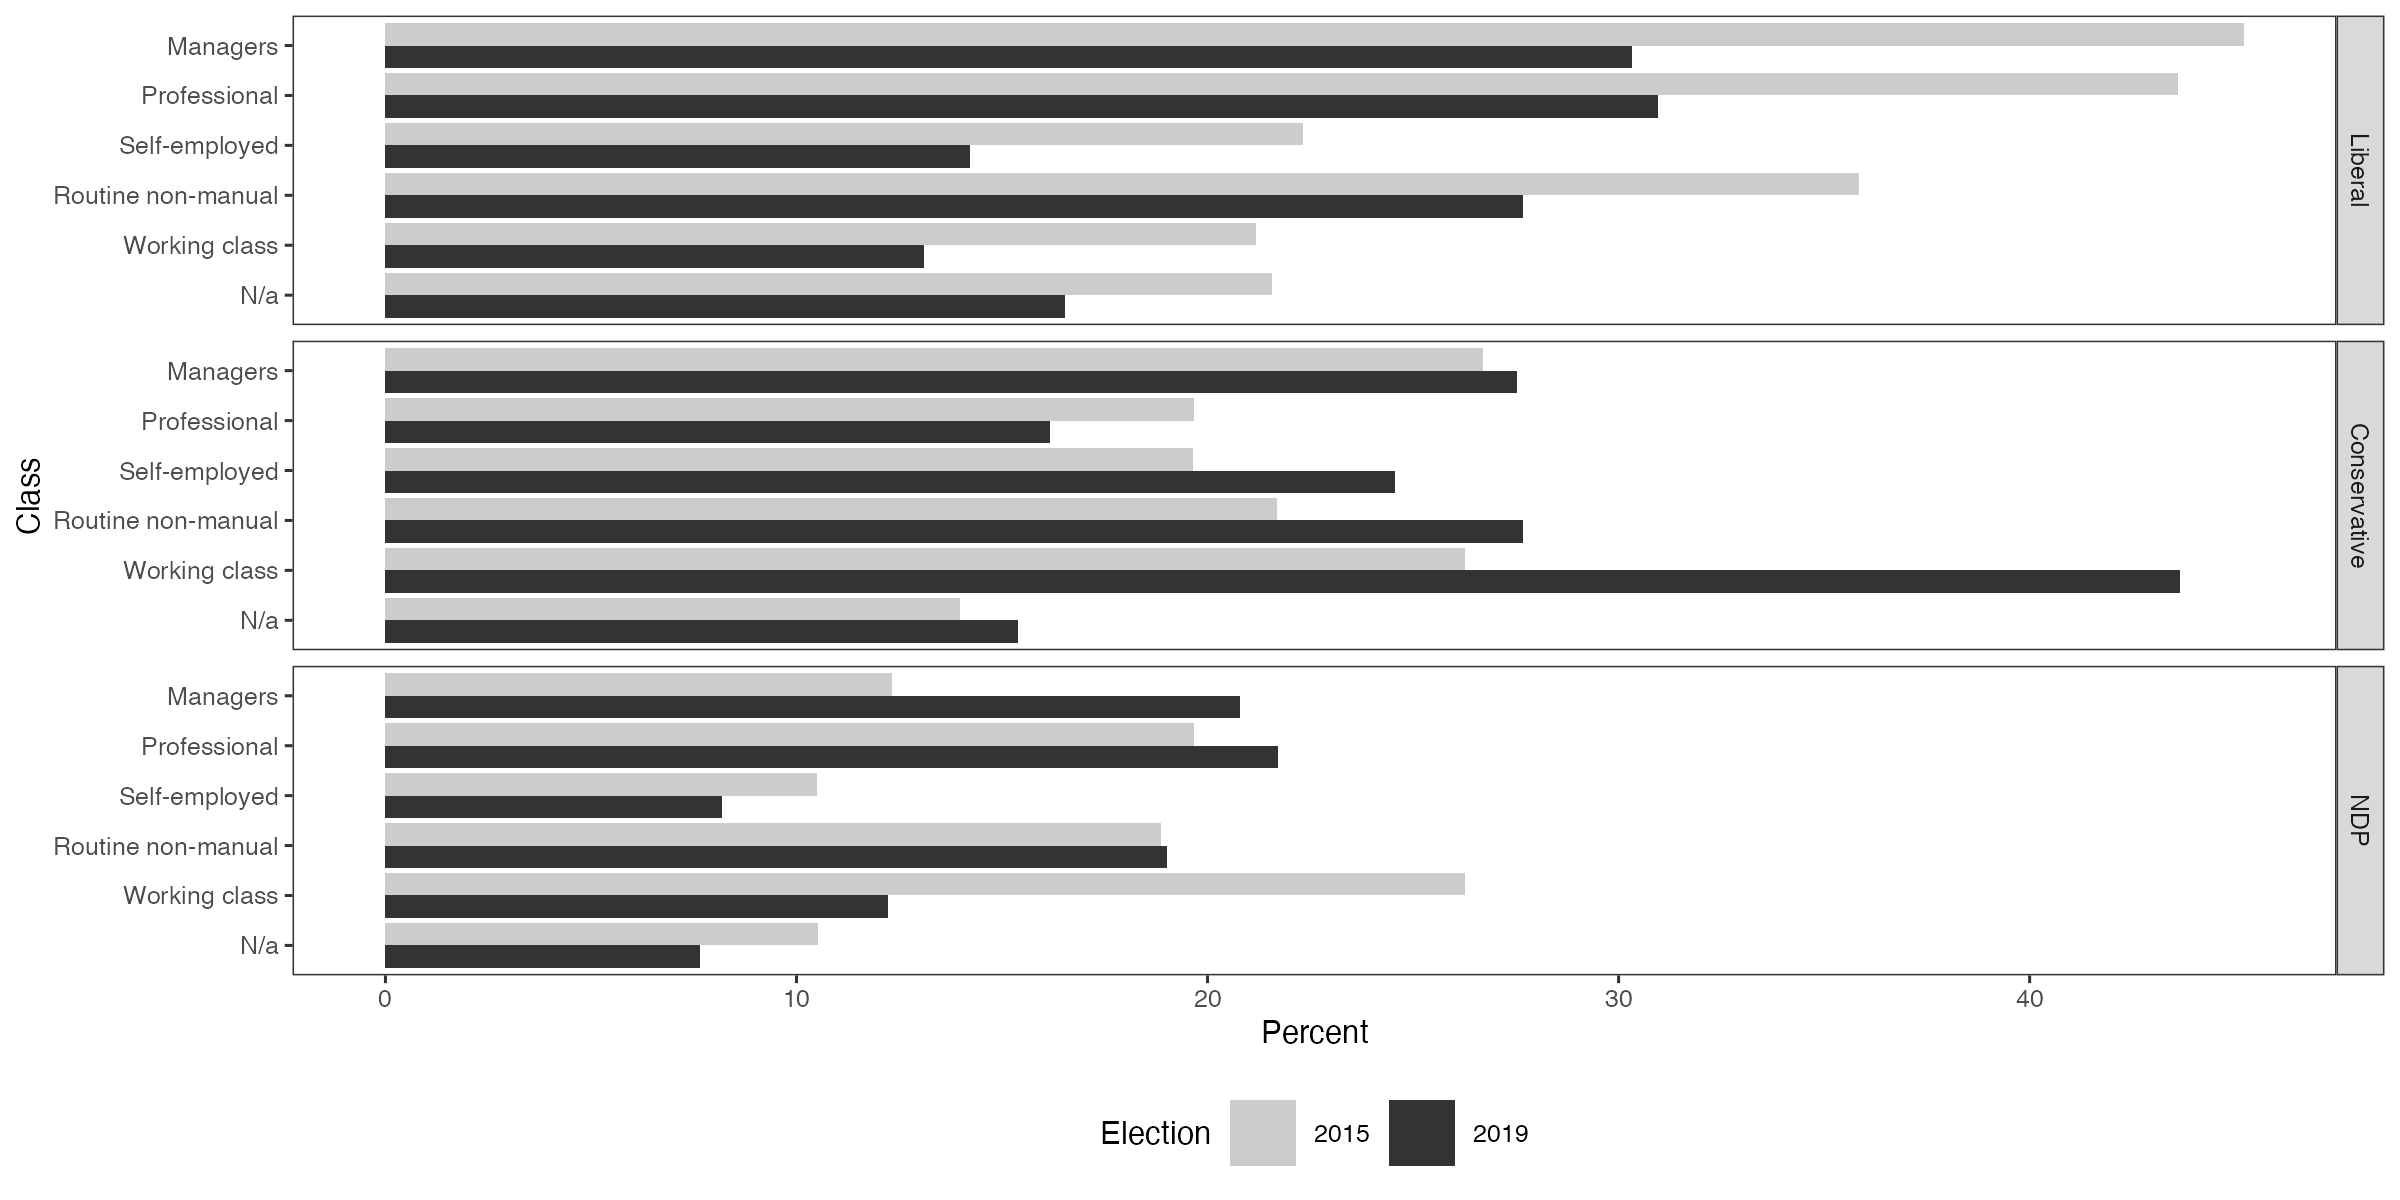 Managers
Professional
Self-employed
Routine non-manual
Working class
N/a
Liberal
Managers
Professional
Self-employed
Routine non-manual
Working class
N/a
Conservative
Managers
Professional
Self-employed
Routine non-manual
Working class
N/a
NDP
Class
0 10 20 30 40
Percent
Election 2015 2019